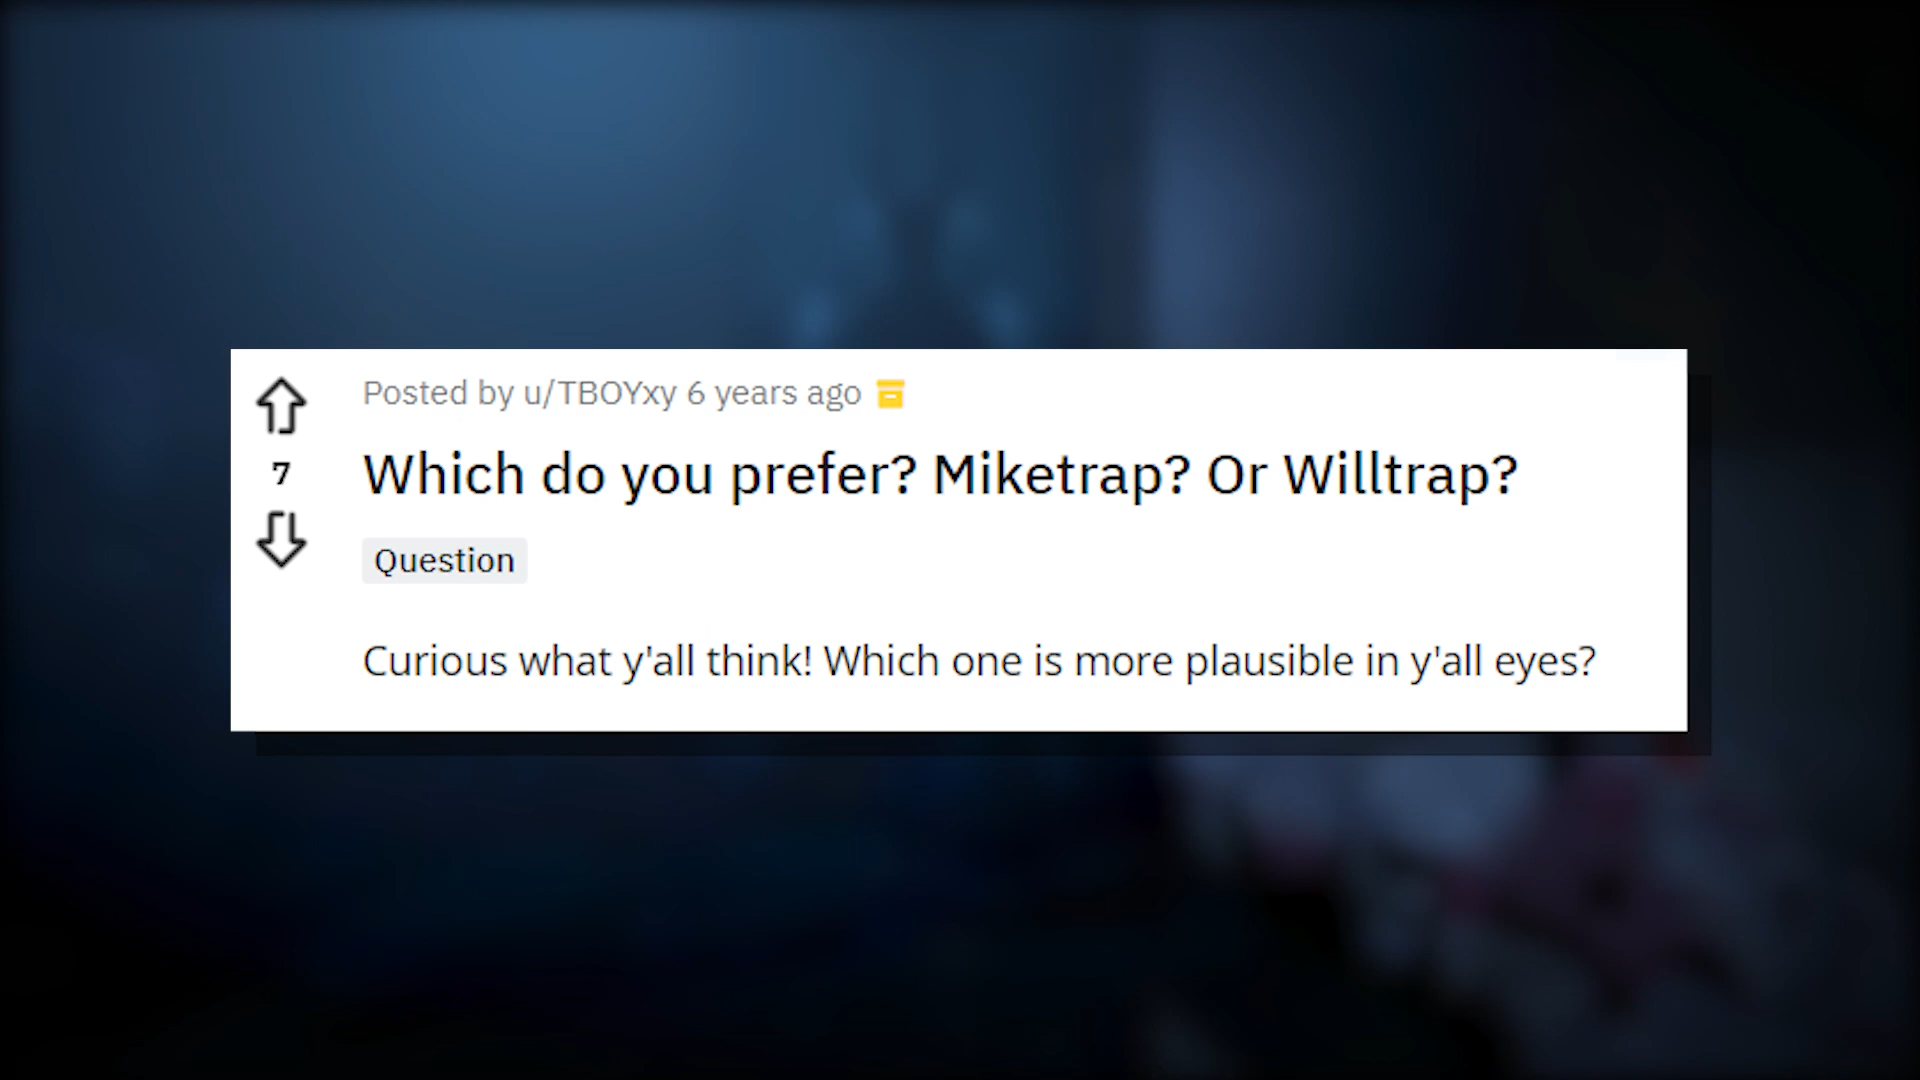 Posted by u/TBOYxy 6 years ago
7
Which do you prefer? Miketrap? Or Willtrap?
Question
Curious what y'all think! Which one is more plausible in y'all eyes?